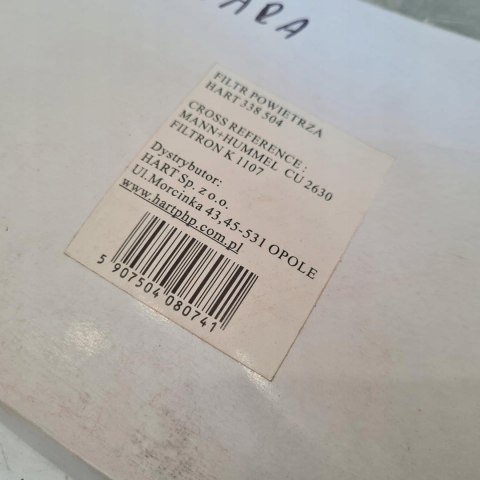 FILTR POWIETRZA
HART 338 504
CROSS REFERENCE:
MANN+HUMMEL CU 2630
FILTRON K 1107
Dystrybutor:
HART Sp. z o.o.
Ul.Morcinka 43,45-531 OPOLE
www.hartphp.com.pl
5 907504 080741